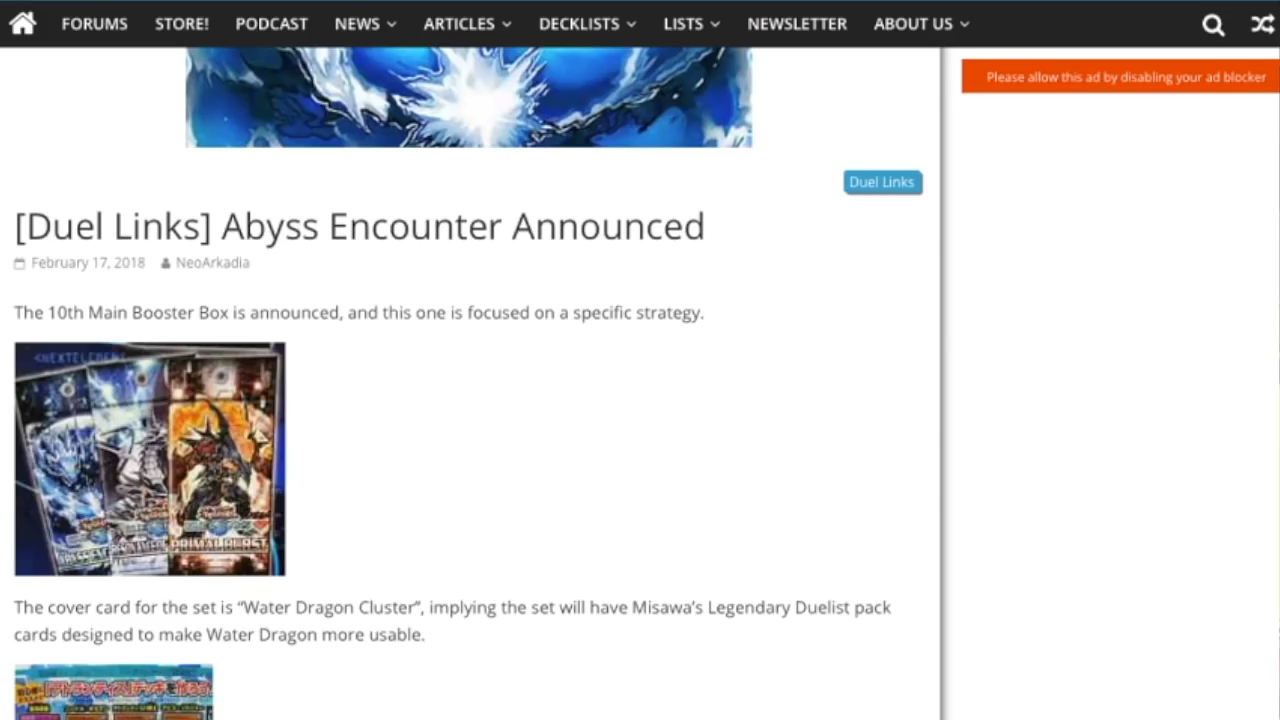 FORUMS STORE! PODCAST NEWS ARTICLES DECKLISTS LISTS NEWSLETTER ABOUT US
Please allow this ad by disabling your ad blocker
Duel Links
[Duel Links] Abyss Encounter Announced
February 17, 2018 NeoArkadia
The 10th Main Booster Box is announced, and this one is focused on a specific strategy.
PRIMAL BURST
The cover card for the set is “Water Dragon Cluster”, implying the set will have Misawa’s Legendary Duelist pack
cards designed to make Water Dragon more usable.